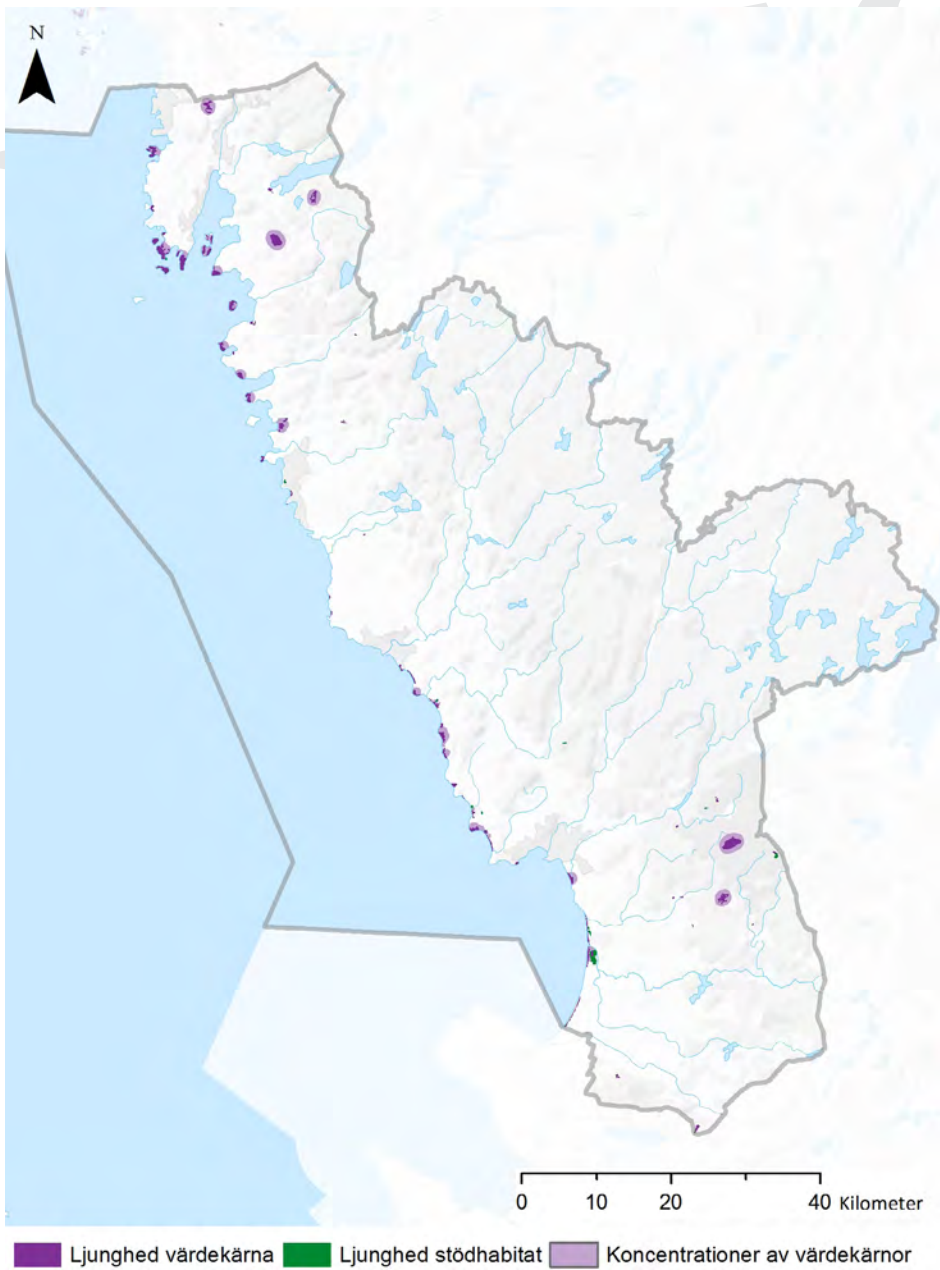 N
0 10 20 40 Kilometer
Ljunghed värdekärna Ljunghed stödhabitat Koncentrationer av värdekärnor